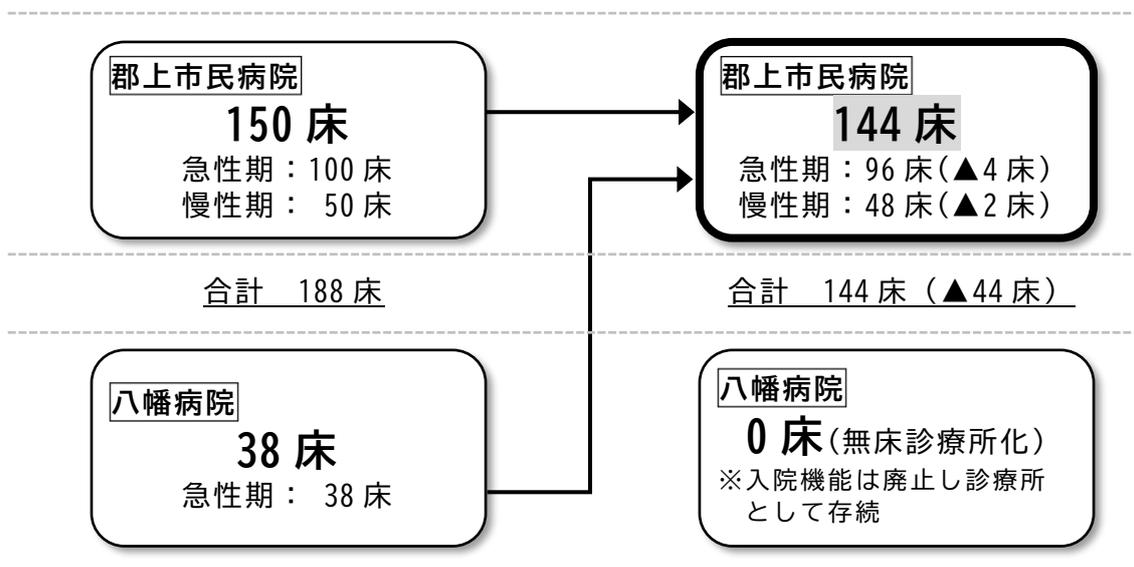 郡上市民病院
150 床
急性期：100 床
慢性期： 50 床
郡上市民病院
144 床
急性期：96 床（▲4 床）
慢性期：48 床（▲2 床）
合計　188 床
合計　144 床（▲44 床）
八幡病院
38 床
急性期： 38 床
八幡病院
0 床（無床診療所化）
※入院機能は廃止し診療所
として存続